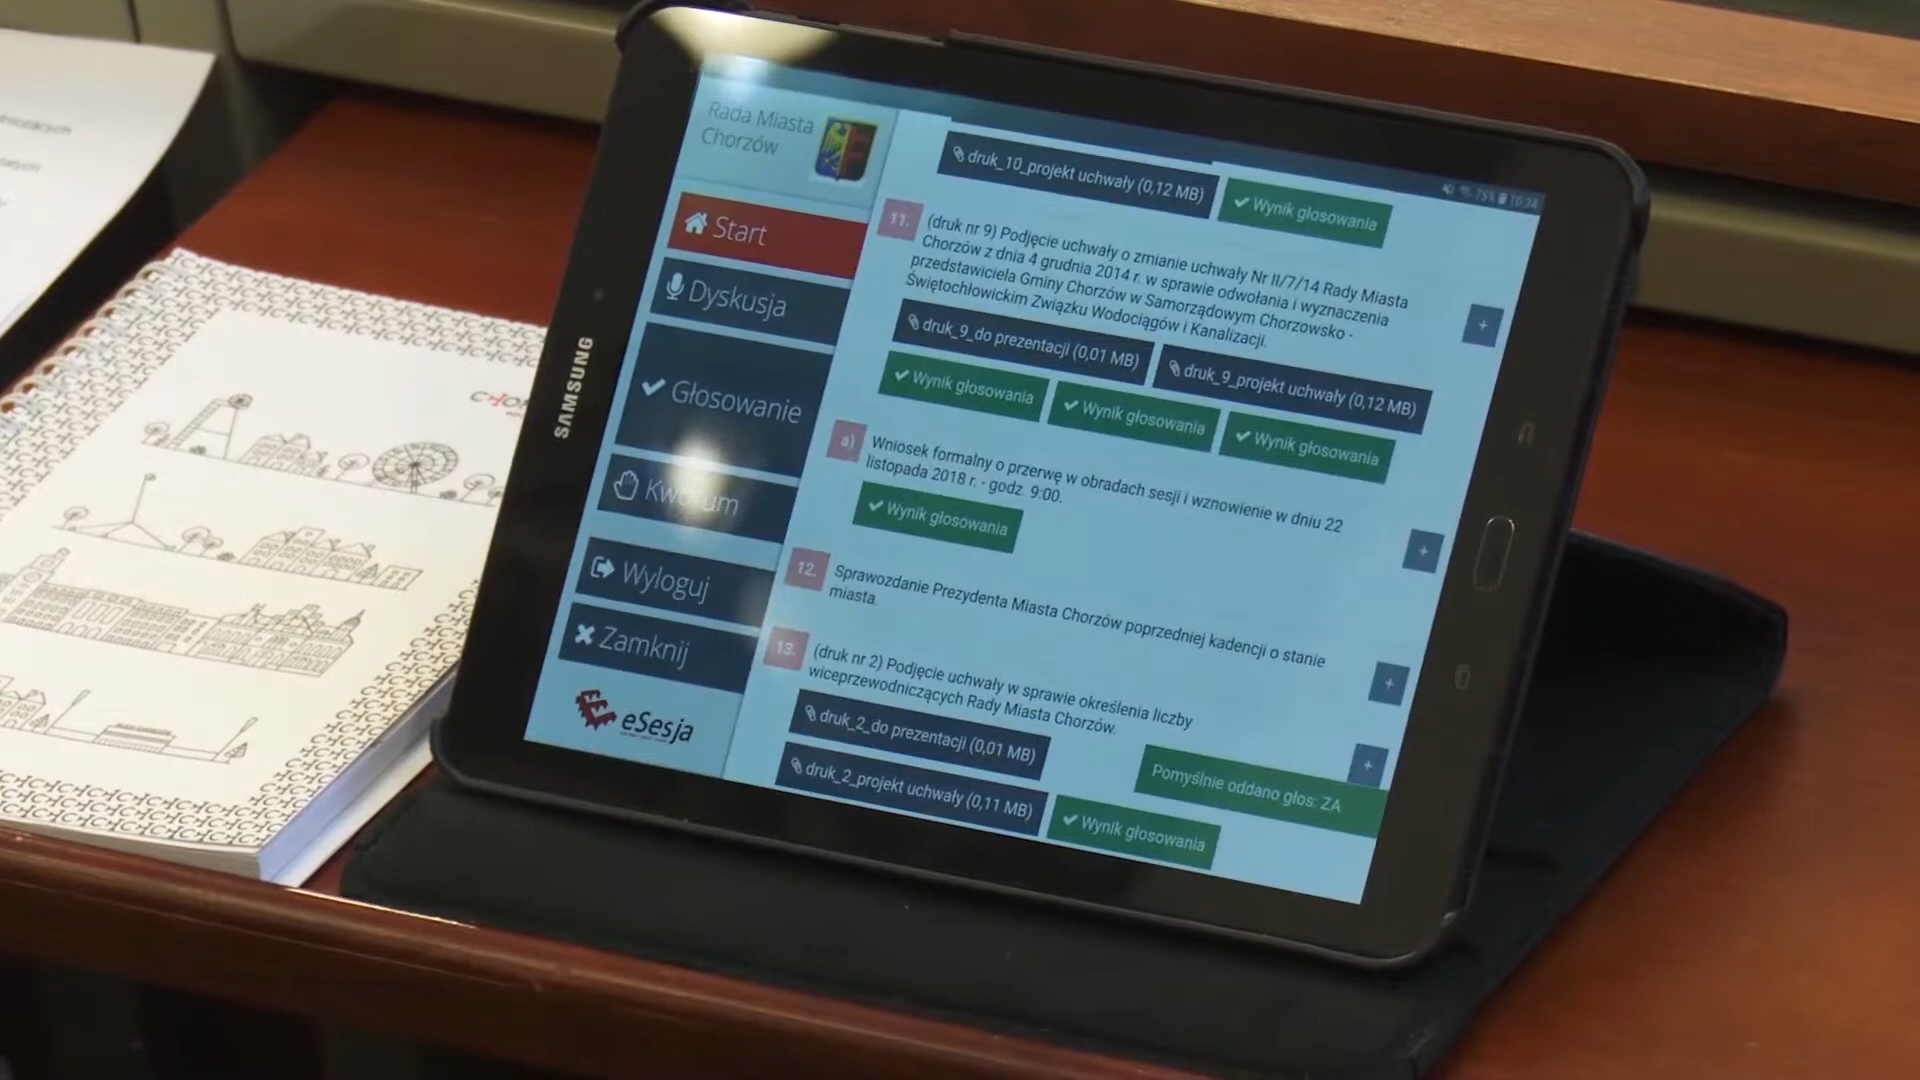 Rada Miasta
Chorzów
Start
Dyskusja
Głosowanie
Kworum
Wyloguj
Zamknij
eSesja
SAMSUNG
75% 10:34
druk_10_projekt uchwały (0,12 MB)
Wynik głosowania
11.
(druk nr 9) Podjęcie uchwały o zmianie uchwały Nr II/7/14 Rady Miasta
Chorzów z dnia 4 grudnia 2014 r. w sprawie odwołania i wyznaczenia
przedstawiciela Gminy Chorzów w Samorządowym Chorzowsko -
Świętochłowickim Związku Wodociągów i Kanalizacji.
+
druk_9_do prezentacji (0,01 MB)
druk_9_projekt uchwały (0,12 MB)
Wynik głosowania
Wynik głosowania
Wynik głosowania
a)
Wniosek formalny o przerwę w obradach sesji i wznowienie w dniu 22
listopada 2018 r. - godz. 9:00.
+
Wynik głosowania
12.
Sprawozdanie Prezydenta Miasta Chorzów poprzedniej kadencji o stanie
miasta.
+
13.
(druk nr 2) Podjęcie uchwały w sprawie określenia liczby
wiceprzewodniczących Rady Miasta Chorzów.
+
druk_2_do prezentacji (0,01 MB)
druk_2_projekt uchwały (0,11 MB)
Wynik głosowania
Pomyślnie oddano głos: ZA